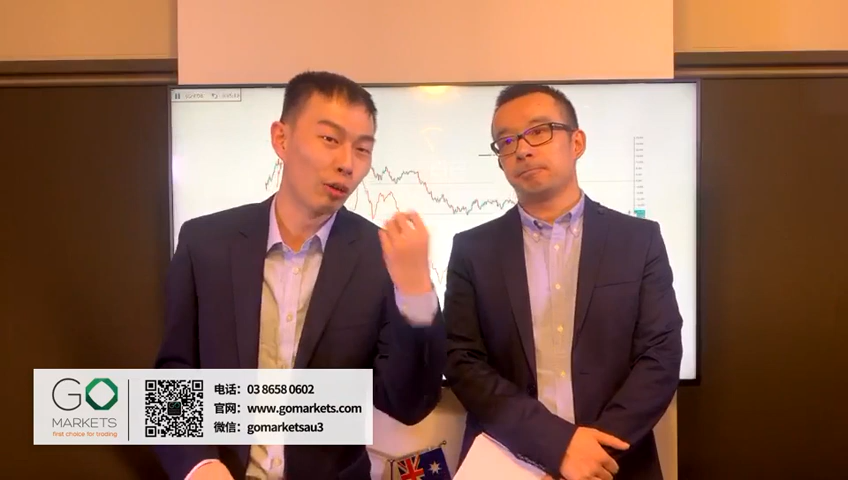 GO
MARKETS
first choice for trading
电话： 03 8658 0602
官网： www.gomarkets.com
微信： gomarketsau3